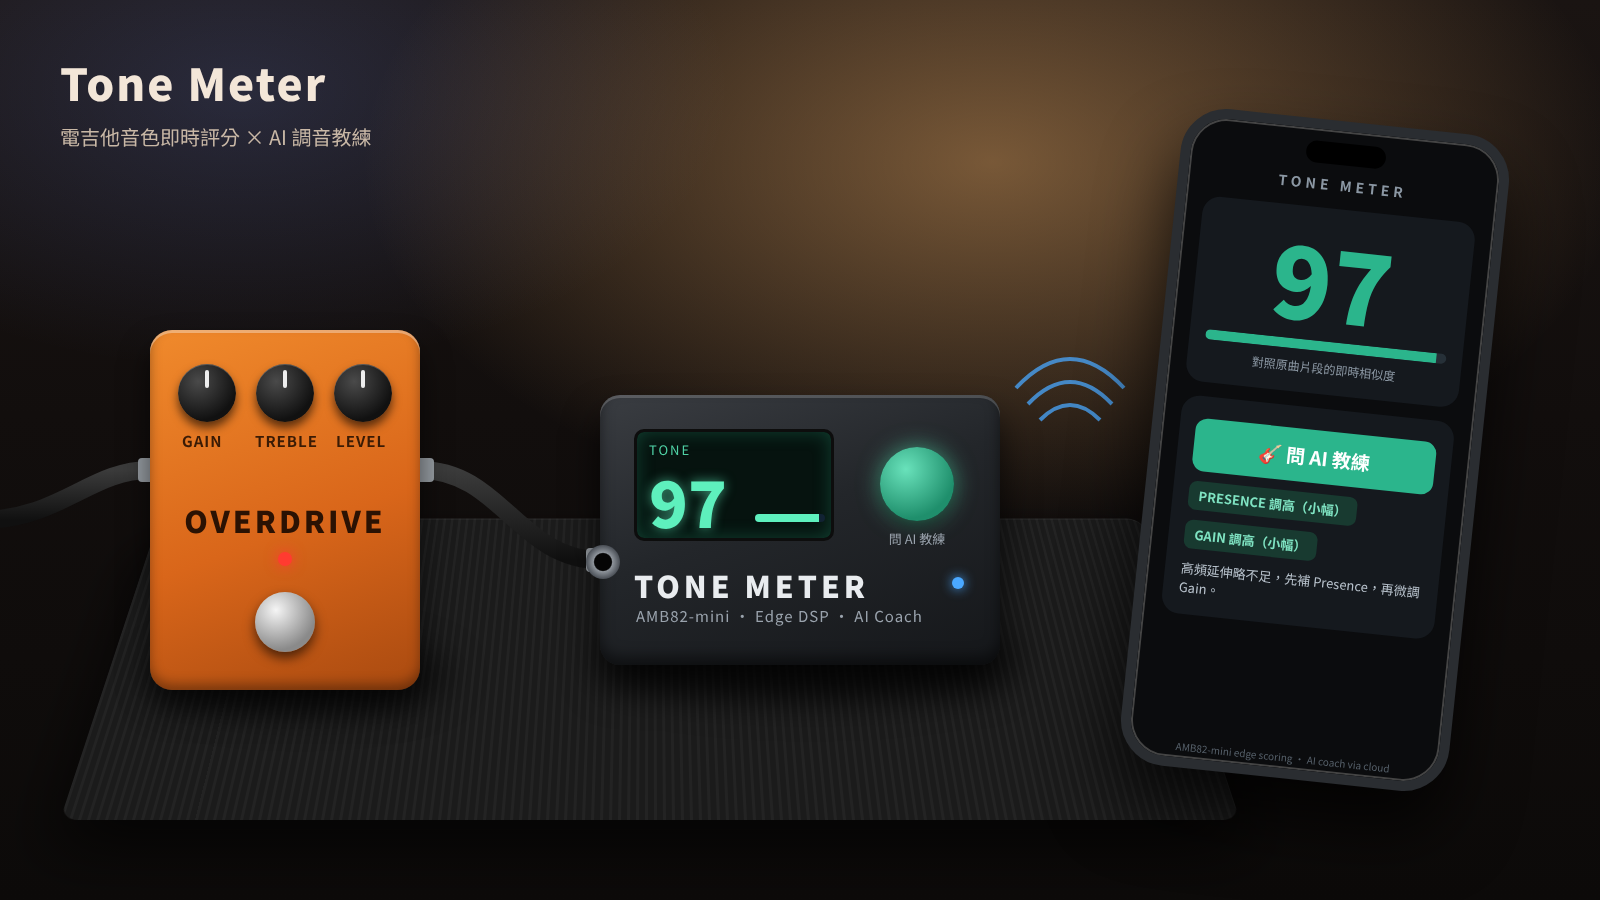 Tone Meter
電吉他音色即時評分 × AI 調音教練
GAIN TREBLE LEVEL
OVERDRIVE
TONE
97
問 AI 教練
TONE METER
AMB82-mini • Edge DSP • AI Coach
TONE METER
97
對照原曲片段的即時相似度
🎸 問 AI 教練
PRESENCE 調高（小幅）
GAIN 調高（小幅）
高頻延伸略不足，先補 Presence，再微調
Gain。
AMB82-mini edge scoring • AI coach via cloud